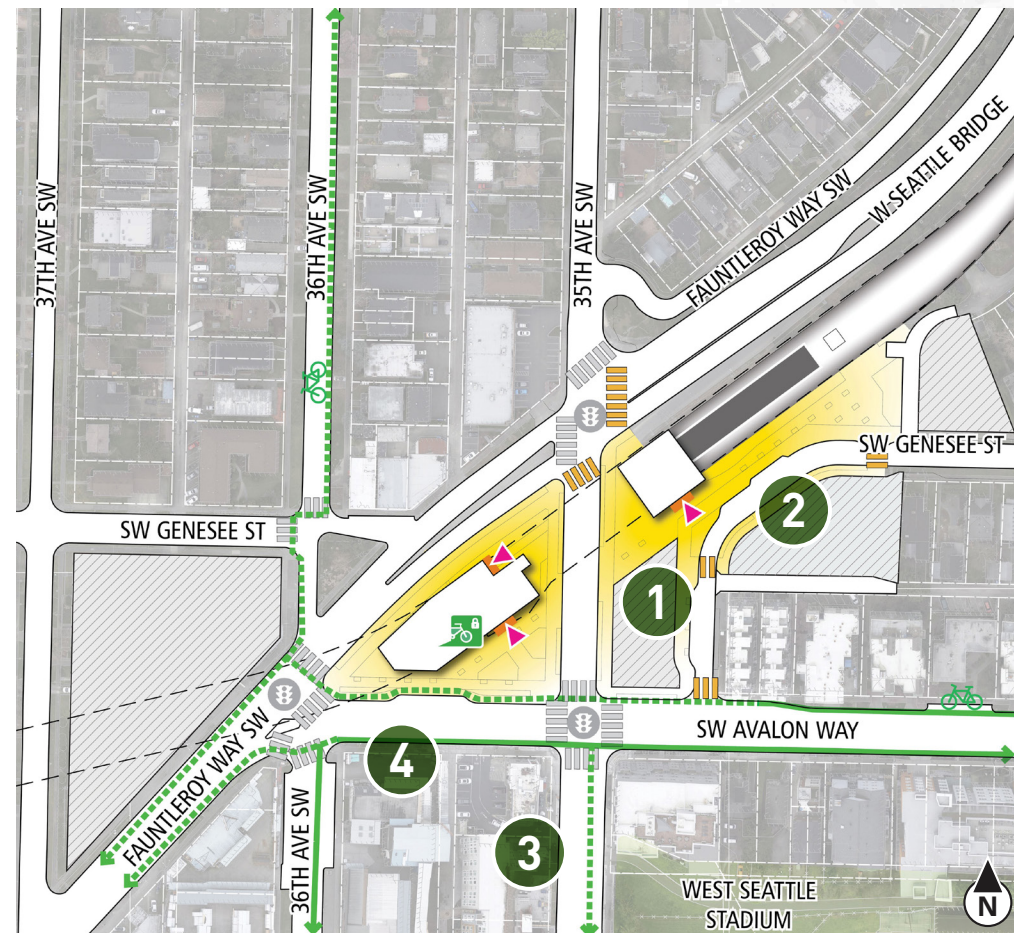 37TH AVE SW
36TH AVE SW
35TH AVE SW
FAUNTLEROY WAY SW
W SEATTLE BRIDGE
SW GENESEE ST
SW GENESEE ST
2
1
SW AVALON WAY
FAUNTLEROY WAY SW
4
36TH AVE SW
3
WEST SEATTLE
STADIUM
N